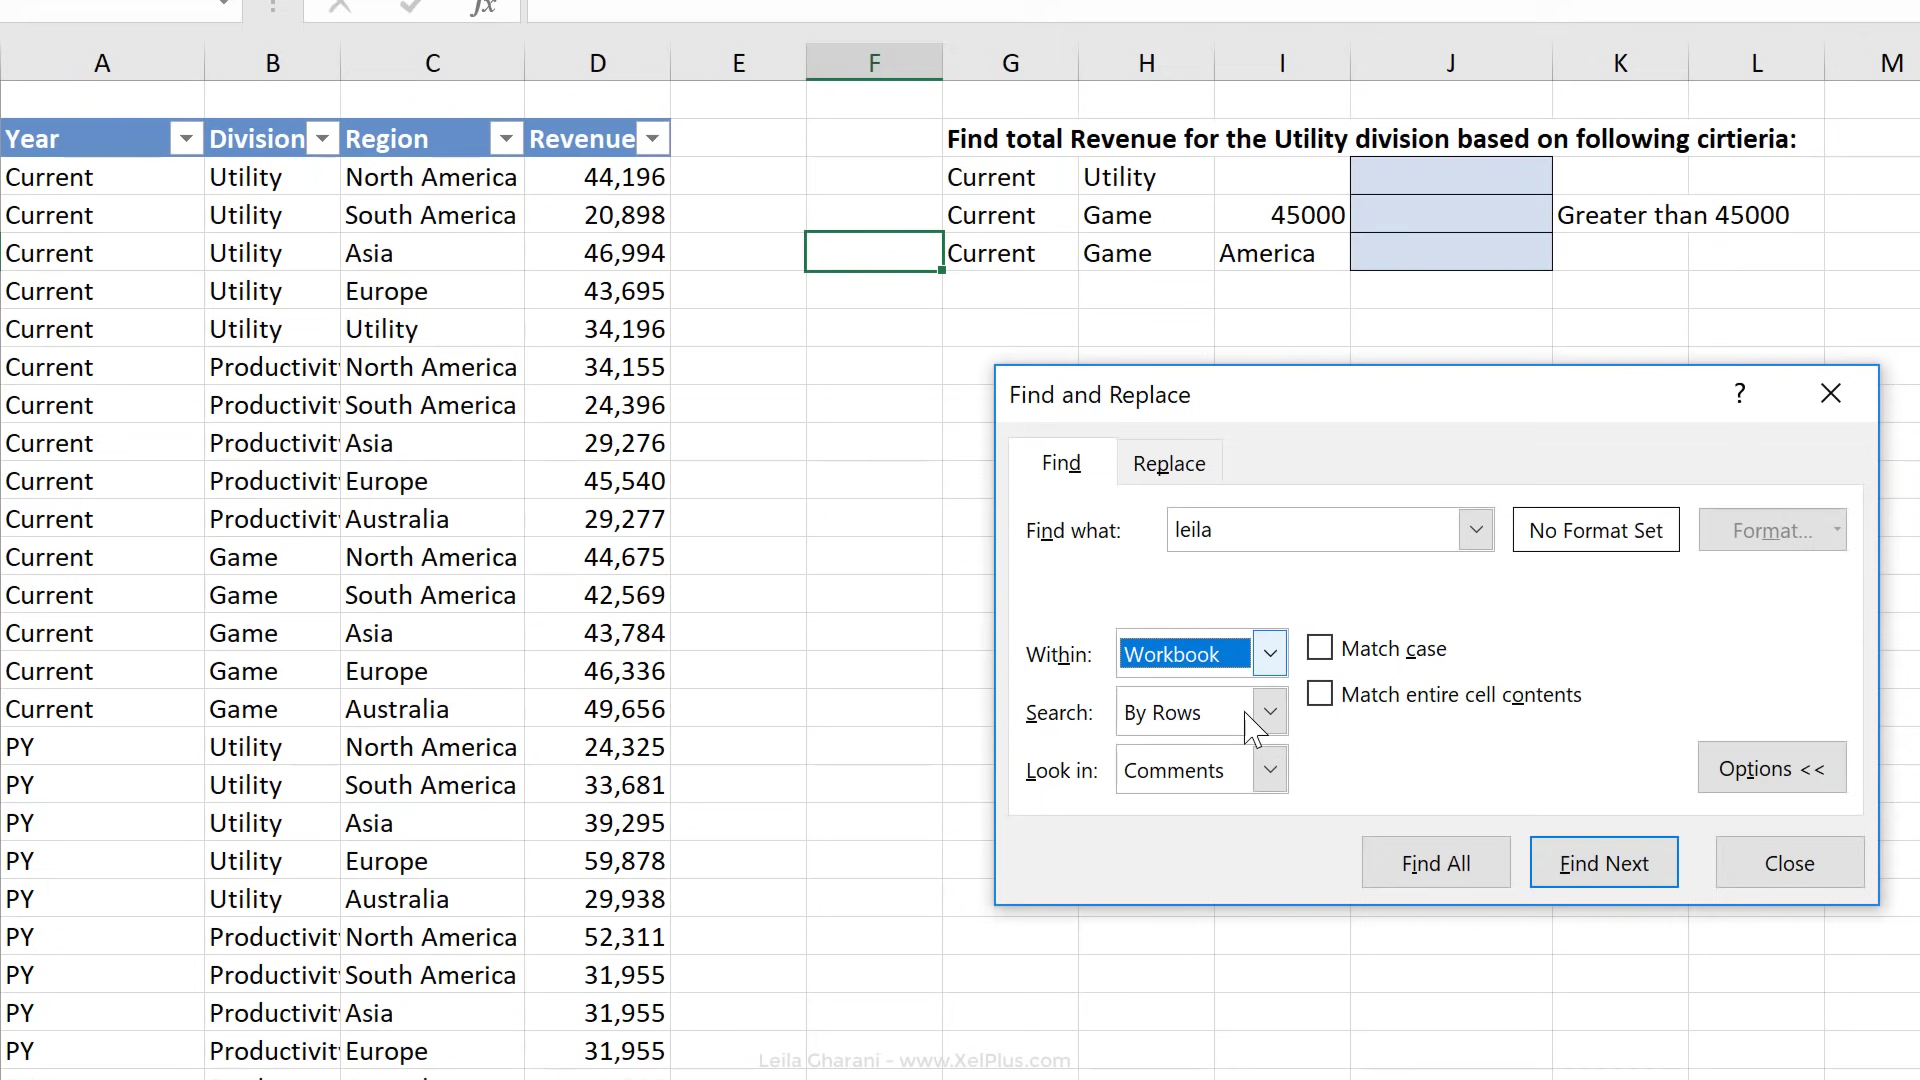 fx
A B C D E F G H I J K L M
Year Division Region Revenue Find total Revenue for the Utility division based on following cirtieria:
Current Utility North America 44,196 Current Utility
Current Utility South America 20,898 Current Game 45000 Greater than 45000
Current Utility Asia 46,994 Current Game America
Current Utility Europe 43,695
Current Utility Utility 34,196
Current Productivit North America 34,155
Current Productivit South America 24,396
Current Productivit Asia 29,276
Current Productivit Europe 45,540
Current Productivit Australia 29,277
Current Game North America 44,675
Current Game South America 42,569
Current Game Asia 43,784
Current Game Europe 46,336
Current Game Australia 49,656
PY Utility North America 24,325
PY Utility South America 33,681
PY Utility Asia 39,295
PY Utility Europe 59,878
PY Utility Australia 29,938
PY Productivit North America 52,311
PY Productivit South America 31,955
PY Productivit Asia 31,955
PY Productivit Europe 31,955
Find and Replace ?
Find Replace
Find what: leila No Format Set Format...
Within: Workbook Match case
Search: By Rows Match entire cell contents
Look in: Comments Options <<
Find All Find Next Close
Leila Gharani - www.XelPlus.com